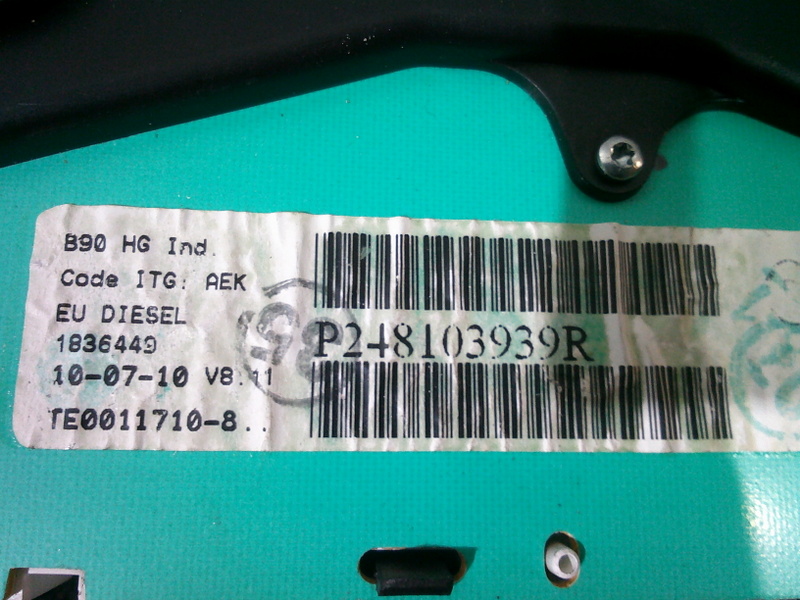 B90 HG Ind.
Code ITG: AEK
EU DIESEL
1836449
10-07-10 V8.11
TE0011710-8..
P248103939R